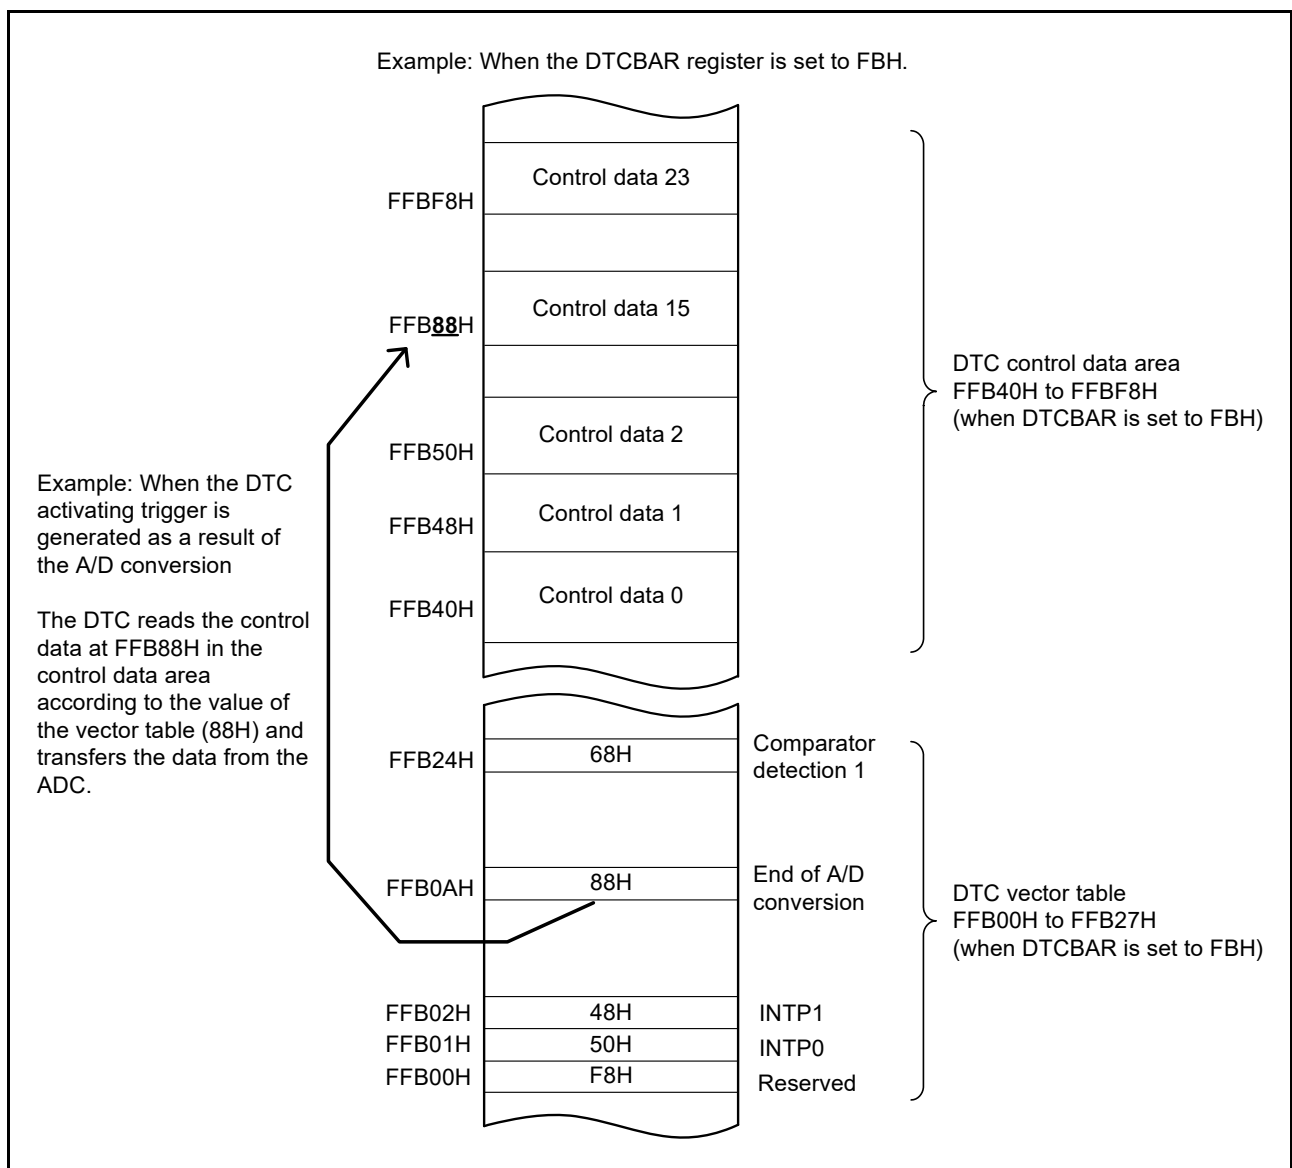 Example: When the DTCBAR register is set to FBH.
Control data 23
FFBF8H
Control data 15
FFB88H
DTC control data area
FFB40H to FFBF8H
(when DTCBAR is set to FBH)
Control data 2
FFB50H
Example: When the DTC
activating trigger is
generated as a result of
the A/D conversion
Control data 1
FFB48H
Control data 0
FFB40H
The DTC reads the control
data at FFB88H in the
control data area
according to the value of
the vector table (88H) and
transfers the data from the
ADC.
FFB24H
68H
Comparator
detection 1
FFB0AH
88H
End of A/D
conversion
DTC vector table
FFB00H to FFB27H
(when DTCBAR is set to FBH)
FFB02H
48H
INTP1
FFB01H
50H
INTP0
FFB00H
F8H
Reserved